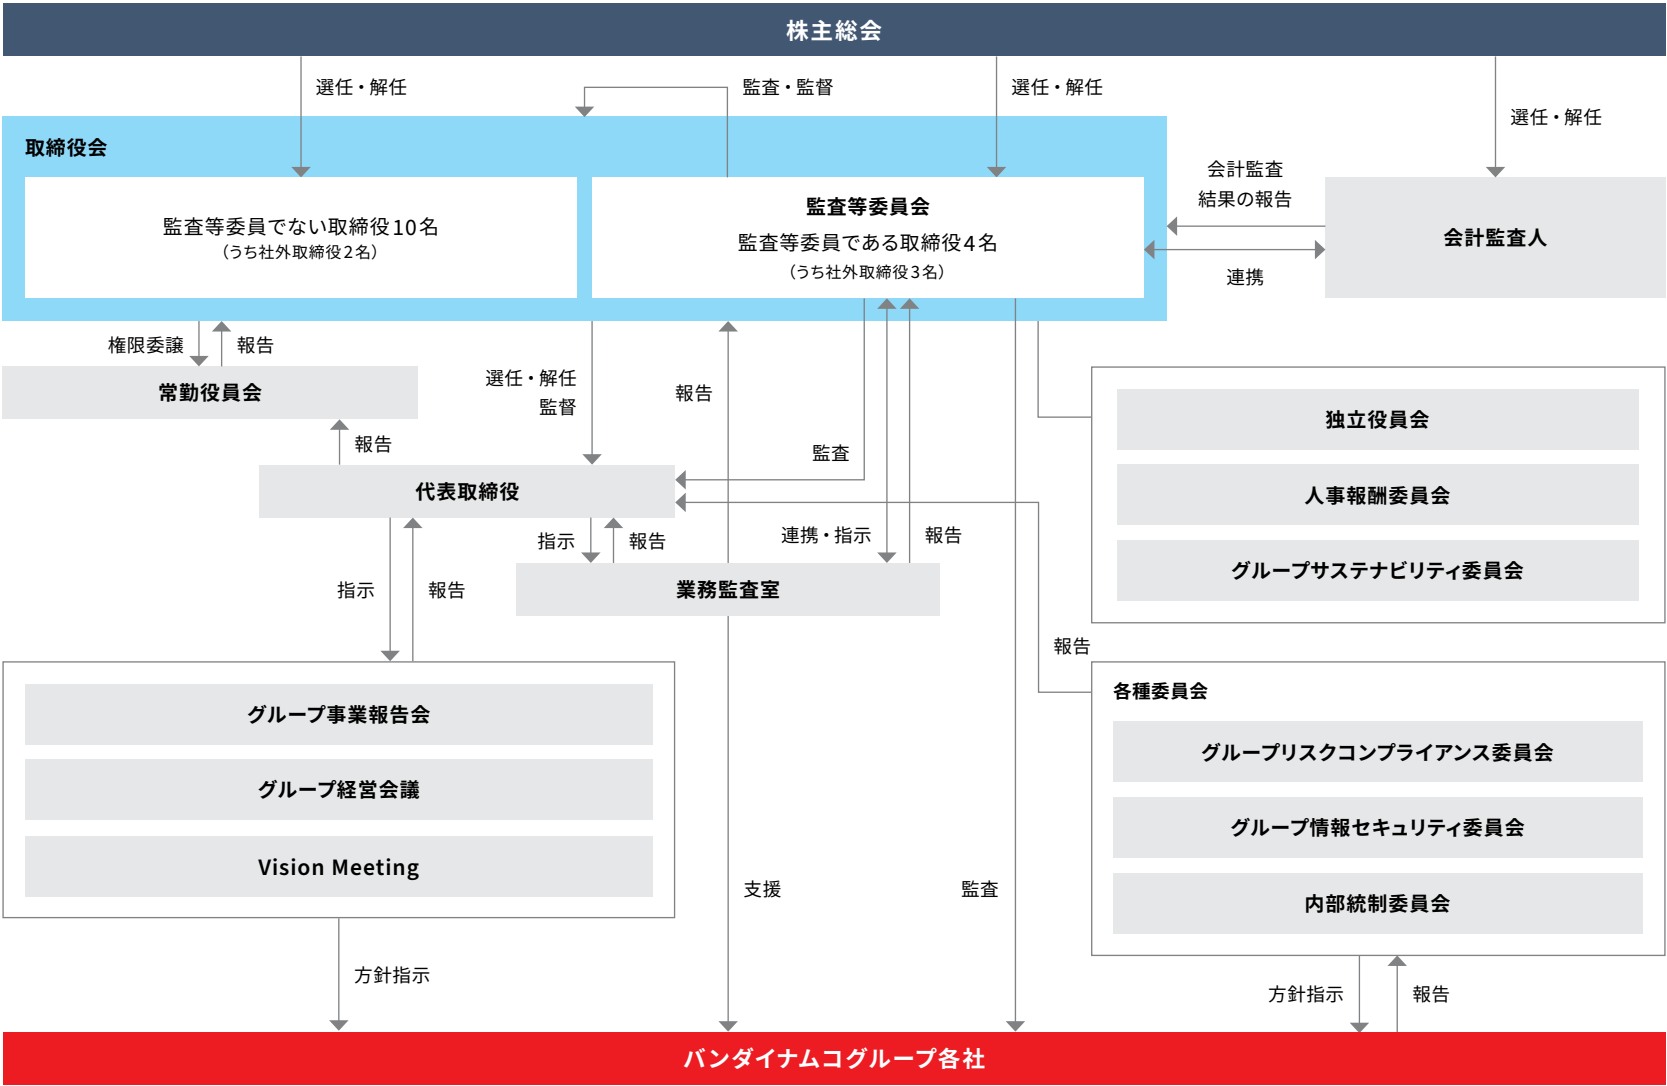 株主総会
選任・解任
監査・監督
選任・解任
選任・解任
取締役会
監査等委員でない取締役10名
（うち社外取締役2名）
監査等委員会
監査等委員である取締役4名
（うち社外取締役3名）
会計監査
結果の報告
連携
会計監査人
権限委譲
報告
常勤役員会
報告
選任・解任
監督
報告
監査
代表取締役
指示
報告
連携・指示
報告
業務監査室
指示
報告
独立役員会
人事報酬委員会
グループサステナビリティ委員会
報告
グループ事業報告会
グループ経営会議
Vision Meeting
各種委員会
グループリスクコンプライアンス委員会
グループ情報セキュリティ委員会
内部統制委員会
支援
監査
方針指示
方針指示
報告
バンダイナムコグループ各社